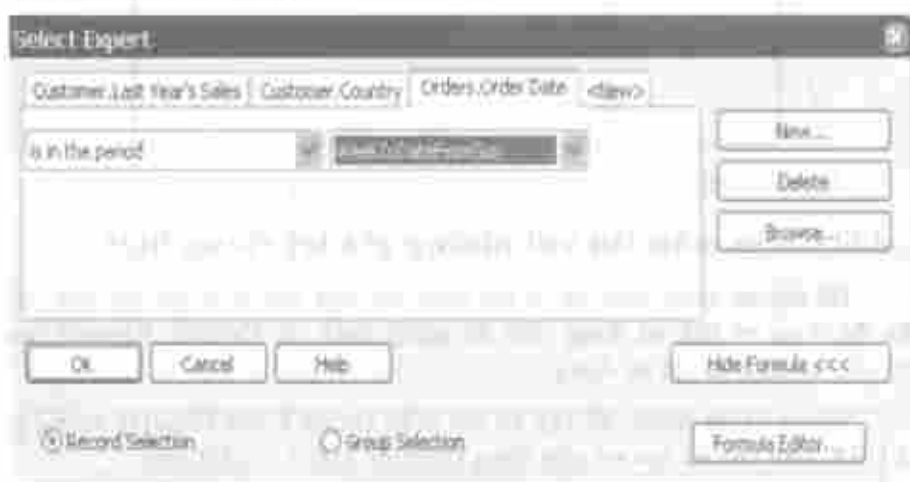 Select Expert
Customer.Last Year's Sales Customer.Country Orders.Order Date <New>
is in the period
New...
Delete
Browse...
OK Cancel Help Hide Formula <<<
Record Selection Group Selection Formula Editor...